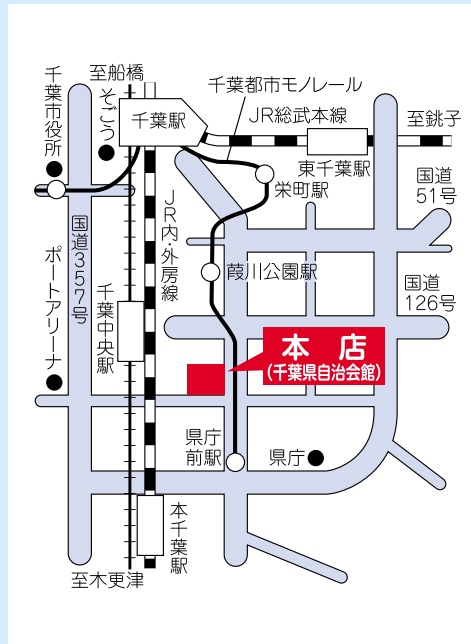 至船橋
千葉市役所
そごう
千葉駅
千葉都市モノレール
JR総武本線
至銚子
東千葉駅
栄町駅
国道
51号
JR内・外房線
国道357号
ポートアリーナ
千葉中央駅
葭川公園駅
国道
126号
本店
(千葉県自治会館)
県庁
前駅
県庁
本千葉駅
至木更津